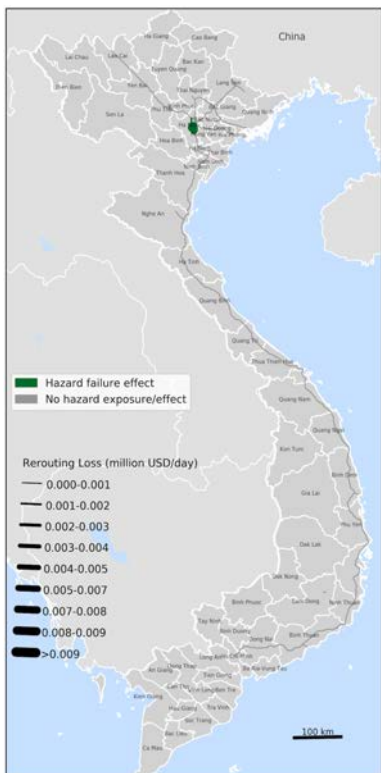 Ha Giang
Cao Bang
China
Lai Chau
Lao Cai
Bac Kan
Tuyen Quang
Lang Son
Dien Bien
Yen Bai
Thai Nguyen
Son La
Phu Tho
Quang Ninh
Hoa Binh
Thai Binh
Ninh Binh
Thanh Hoa
Nghe An
Ha Tinh
Quang Binh
Quang Tri
Thua Thien Hue
Hazard failure effect
No hazard exposure/effect
Quang Nam
Quang Ngai
Kon Tum
Rerouting Loss (million USD/day)
0.000-0.001
0.001-0.002
0.002-0.003
0.003-0.004
0.004-0.005
0.005-0.007
0.007-0.008
0.008-0.009
>0.009
Binh Dinh
Gia Lai
Phu Yen
Dak Lak
Dak Nong
Binh Phuoc
Lam Dong
Ninh Thuan
Tay Ninh
Binh Duong
Dong Nai
Binh Thuan
Long An
Ba Ria Vung Tau
An Giang
Dong Thap
Tien Giang
Can Tho
Vinh Long
Ben Tre
Kien Giang
Hau Giang
Tra Vinh
Soc Trang
Bac Lieu
Ca Mau
100 km